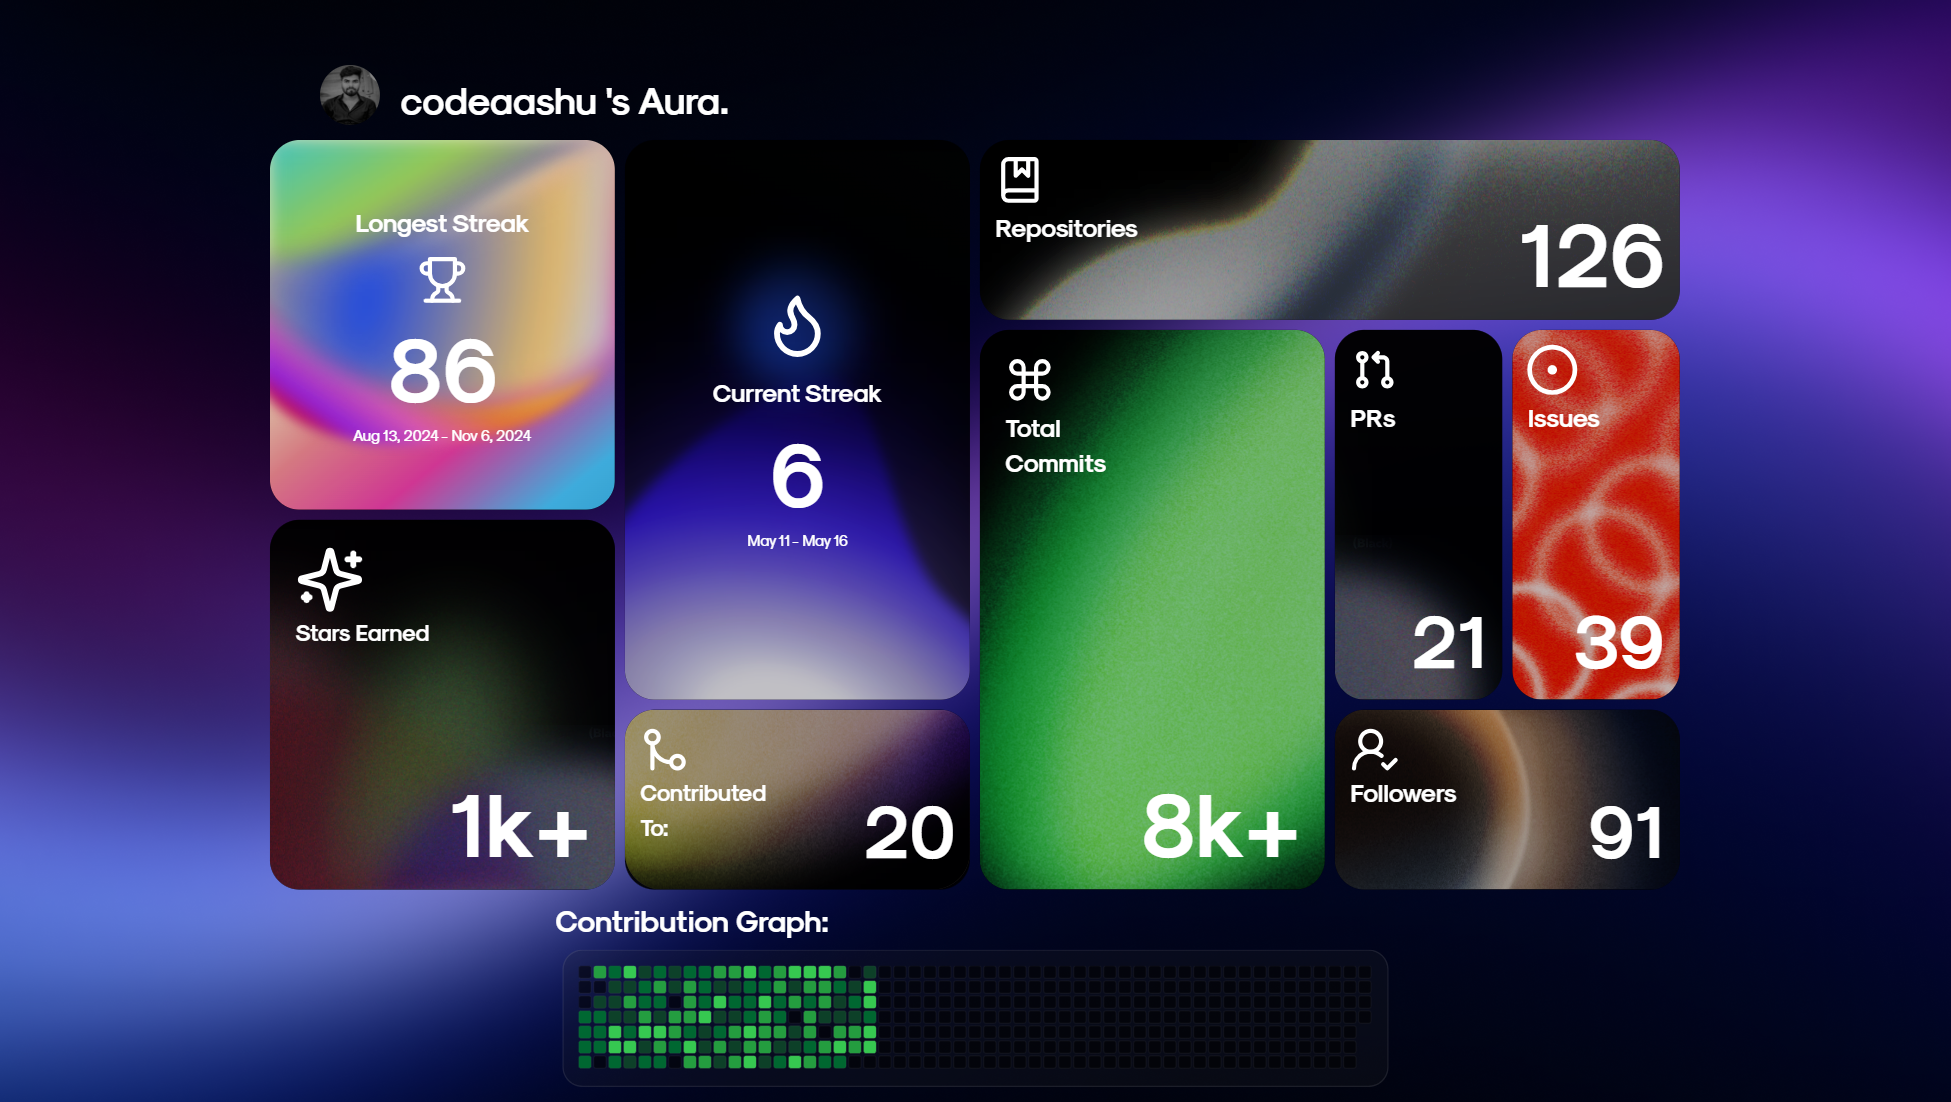 codeaashu 's Aura.
Longest Streak
86
Aug 13, 2024 - Nov 6, 2024
Current Streak
6
May 11 - May 16
Repositories
126
Total
Commits
8k+
PRs
21
Issues
39
Stars Earned
1k+
Contributed
To:
20
Followers
91
Contribution Graph: